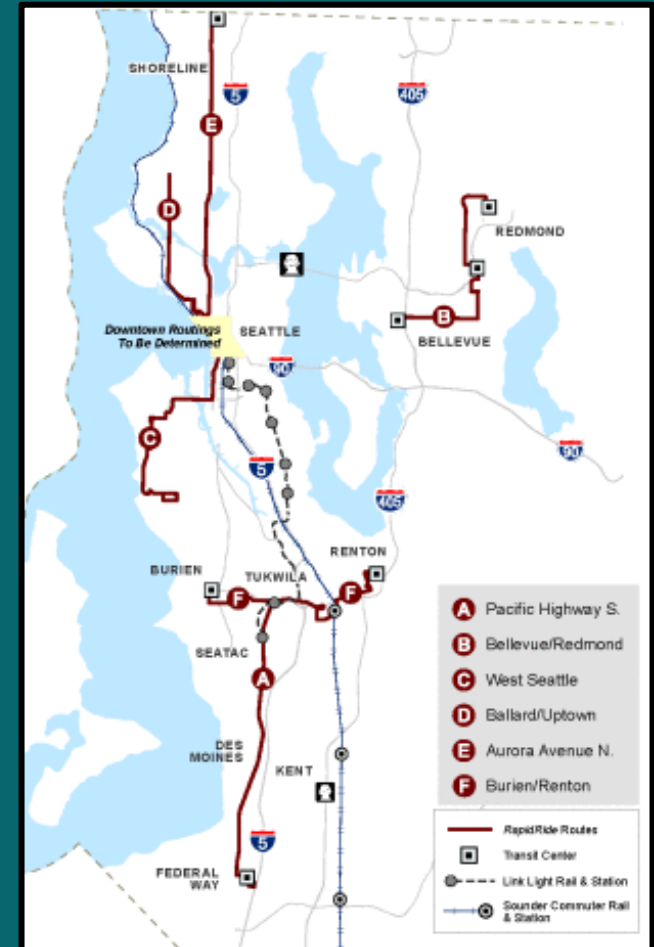 SHORELINE
5
405
E
D
REDMOND
Downtown Routings
To Be Determined
SEATTLE
B
BELLEVUE
90
C
5
90
405
RENTON
BURIEN
TUKWILA
F
F
SEATAC
A
DES
MOINES
KENT
5
FEDERAL
WAY
A Pacific Highway S.
B Bellevue/Redmond
C West Seattle
D Ballard/Uptown
E Aurora Avenue N.
F Burien/Renton
RapidRide Routes
Transit Center
Link Light Rail & Station
Sounder Commuter Rail
& Station